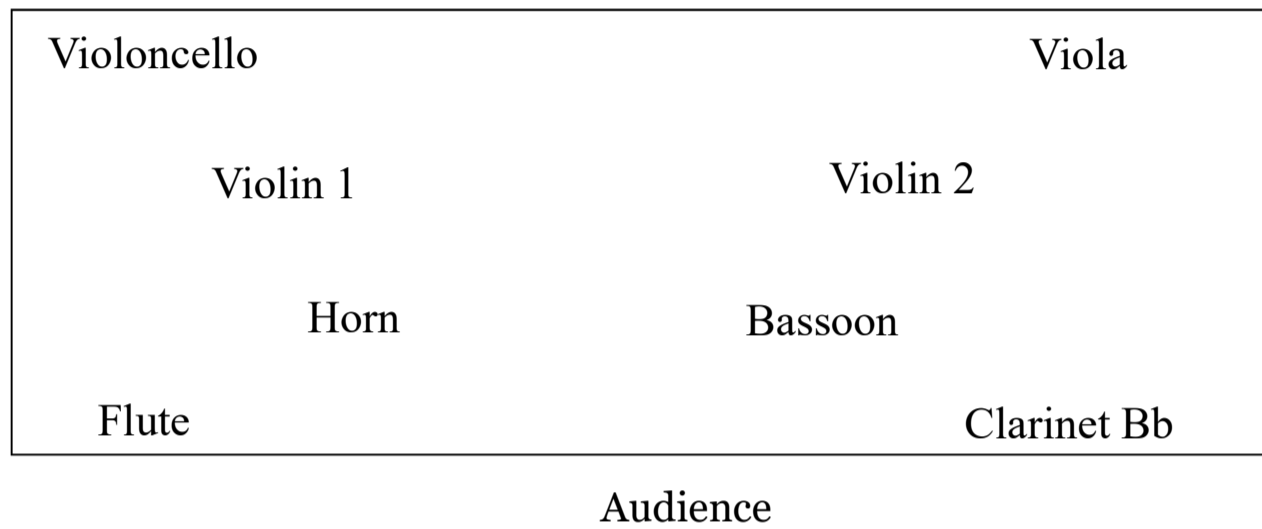 Violoncello Viola
Violin 1 Violin 2
Horn Bassoon
Flute Clarinet Bb
Audience